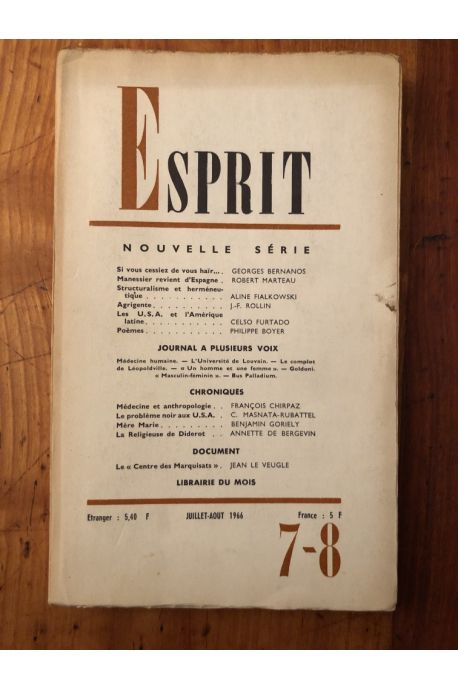 ESPRIT
NOUVELLE SÉRIE
Si vous cessiez de vous haïr... . GEORGES BERNANOS
Manessier revient d'Espagne . ROBERT MARTEAU
Structuralisme et herméneu-
tique . . . . . . . . . . ALINE FIALKOWSKI
Agrigente . . . . . . . . . . J.-F. ROLLIN
Les U.S.A. et l'Amérique
latine. . . . . . . . . . . CELSO FURTADO
Poèmes. . . . . . . . . . . PHILIPPE BOYER
JOURNAL A PLUSIEURS VOIX
Médecine humaine. — L'Université de Louvain. — Le complot
de Léopoldville. — « Un homme et une femme ». — Goldoni.
« Masculin-féminin ». — Bus Palladium.
CHRONIQUES
Médecine et anthropologie . . FRANÇOIS CHIRPAZ
Le problème noir aux U.S.A. . C. MASNATA-RUBATTEL
Mère Marie . . . . . . . . . BENJAMIN GORIELY
La Religieuse de Diderot . . ANNETTE DE BERGEVIN
DOCUMENT
Le « Centre des Marquisats » . JEAN LE VEUGLE
LIBRAIRIE DU MOIS
Etranger : 5,40 F JUILLET-AOUT 1966 France : 5 F
7-8